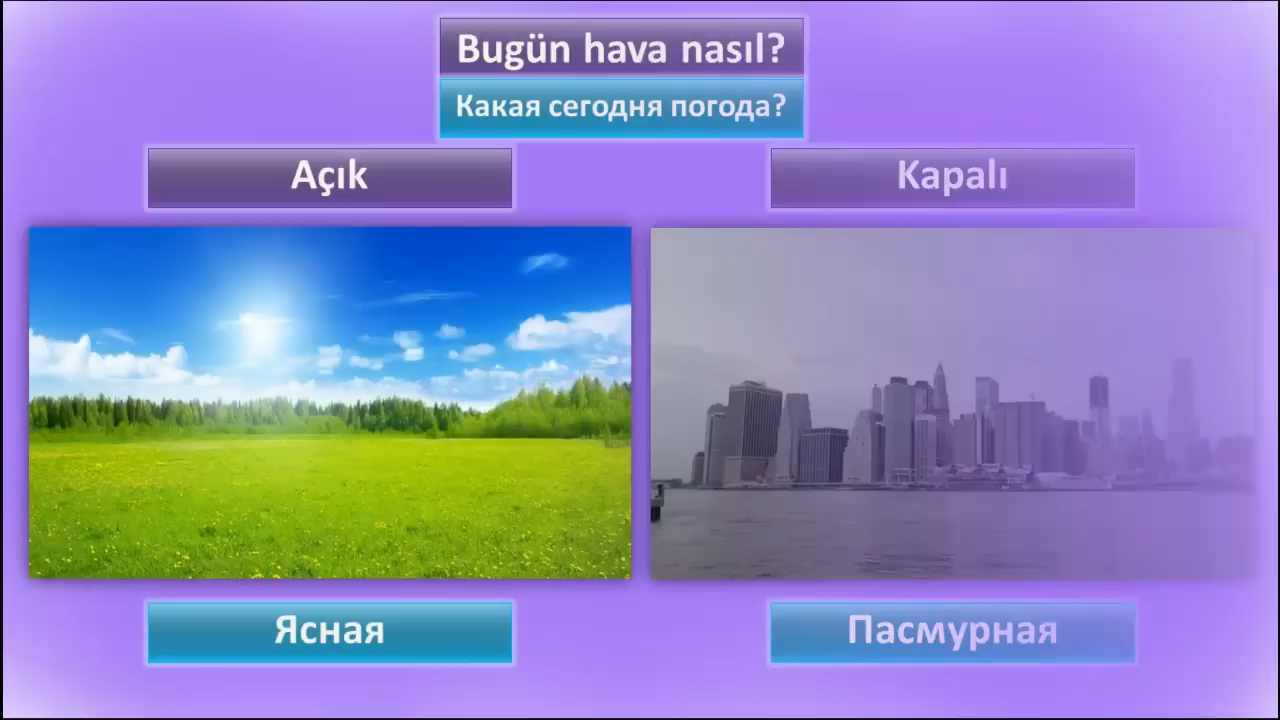 Bugün hava nasıl?
Какая сегодня погода?
Açık
Kapalı
Ясная
Пасмурная